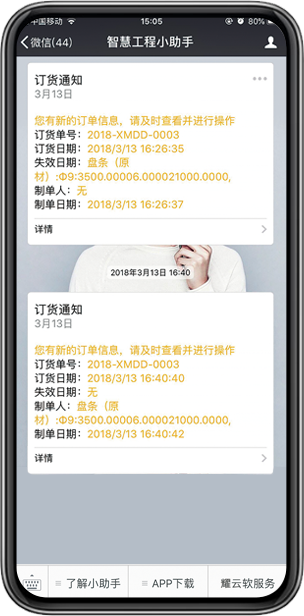 中国移动 15:05 80%
微信(44) 智慧工程小助手
订货通知
3月13日
您有新的订单信息，请及时查看并进行操作
订货单号：2018-XMDD-0003
订货日期：2018/3/13 16:26:35
失效日期：盘条（原
材）:Φ9:3500.00006.000021000.0000,
制单人：无
制单日期：2018/3/13 16:26:37
详情
2018年3月13日 16:40
订货通知
3月13日
您有新的订单信息，请及时查看并进行操作
订货单号：2018-XMDD-0003
订货日期：2018/3/13 16:40:40
失效日期：无
制单人：盘条（原
材）:Φ9:3500.00006.000021000.0000,
制单日期：2018/3/13 16:40:42
详情
了解小助手 APP下载 耀云软服务